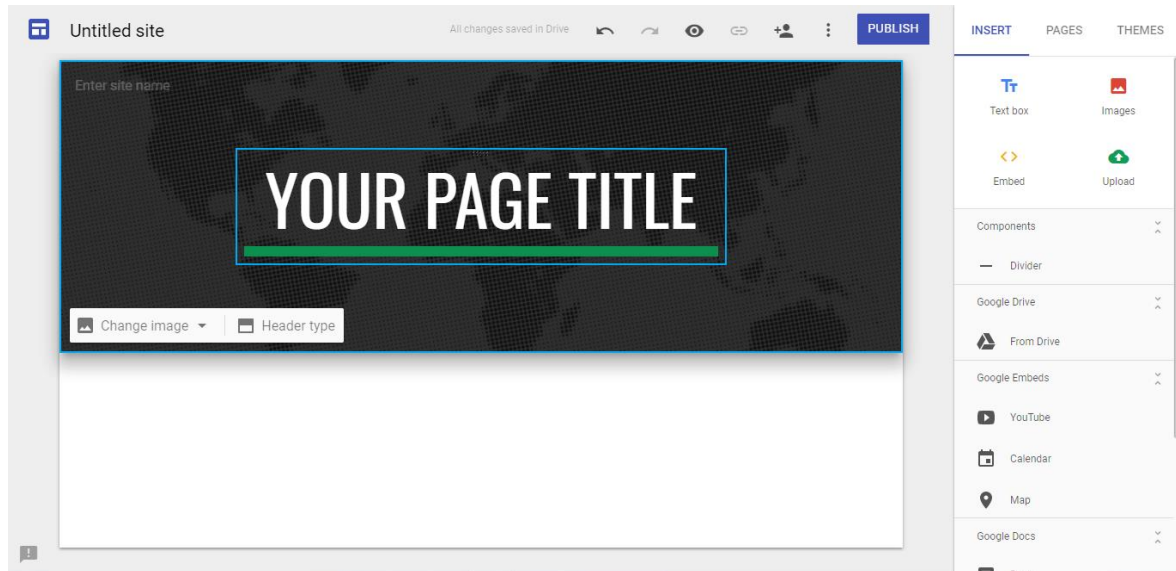 Untitled site
All changes saved in Drive
PUBLISH
INSERT PAGES THEMES
Enter site name
YOUR PAGE TITLE
Change image
Header type
TT
Text box
Images
Embed
Upload
Components
Divider
Google Drive
From Drive
Google Embeds
YouTube
Calendar
Map
Google Docs